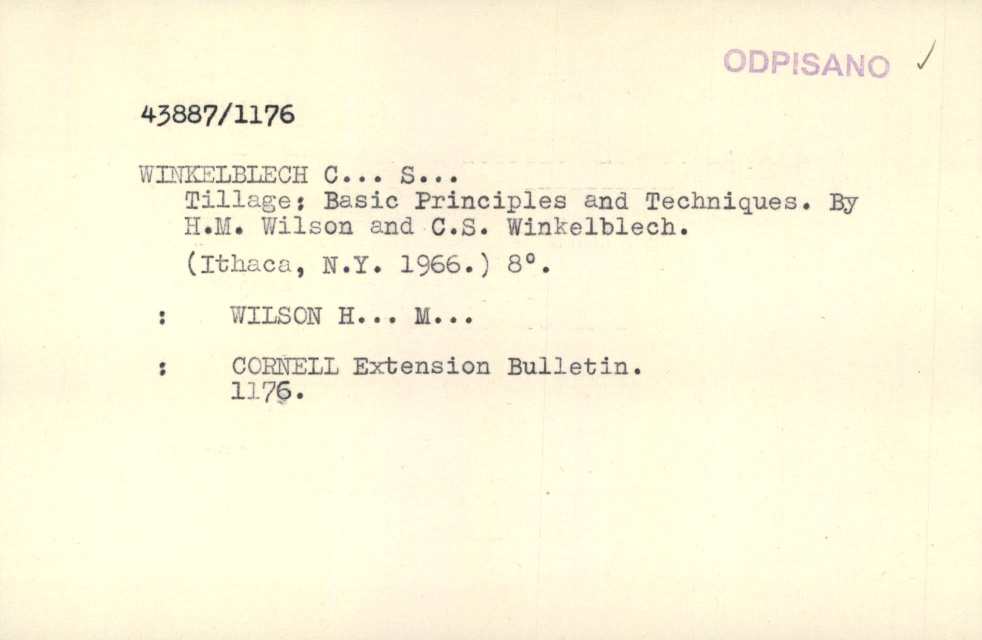 ODPISANO ✓
43887/1176
WINKELBLECH C... S...
Tillage: Basic Principles and Techniques. By
H.M. Wilson and C.S. Winkelblech.
(Ithaca, N.Y. 1966.) 8°.
: WILSON H... M...
: CORNELL Extension Bulletin.
1176.